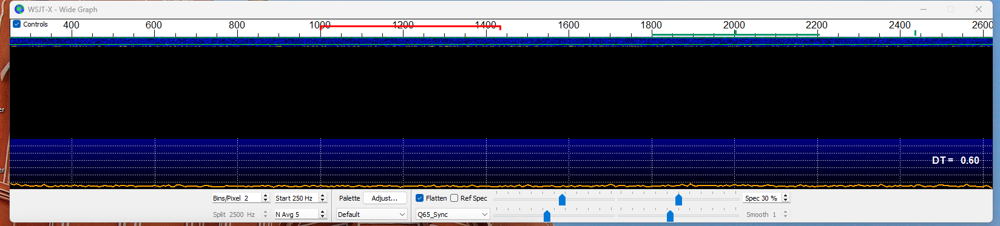 WSJT-X - Wide Graph
Controls 400 600 800 1000 1200 1400 1600 1800 2000 2200 2400 2600
er
er
DT = 0.60
Bins/Pixel 2 Start 250 Hz Palette Adjust... Flatten Ref Spec Spec 30 %
Split 2500 Hz N Avg 5 Default Q65_Sync Smooth 1